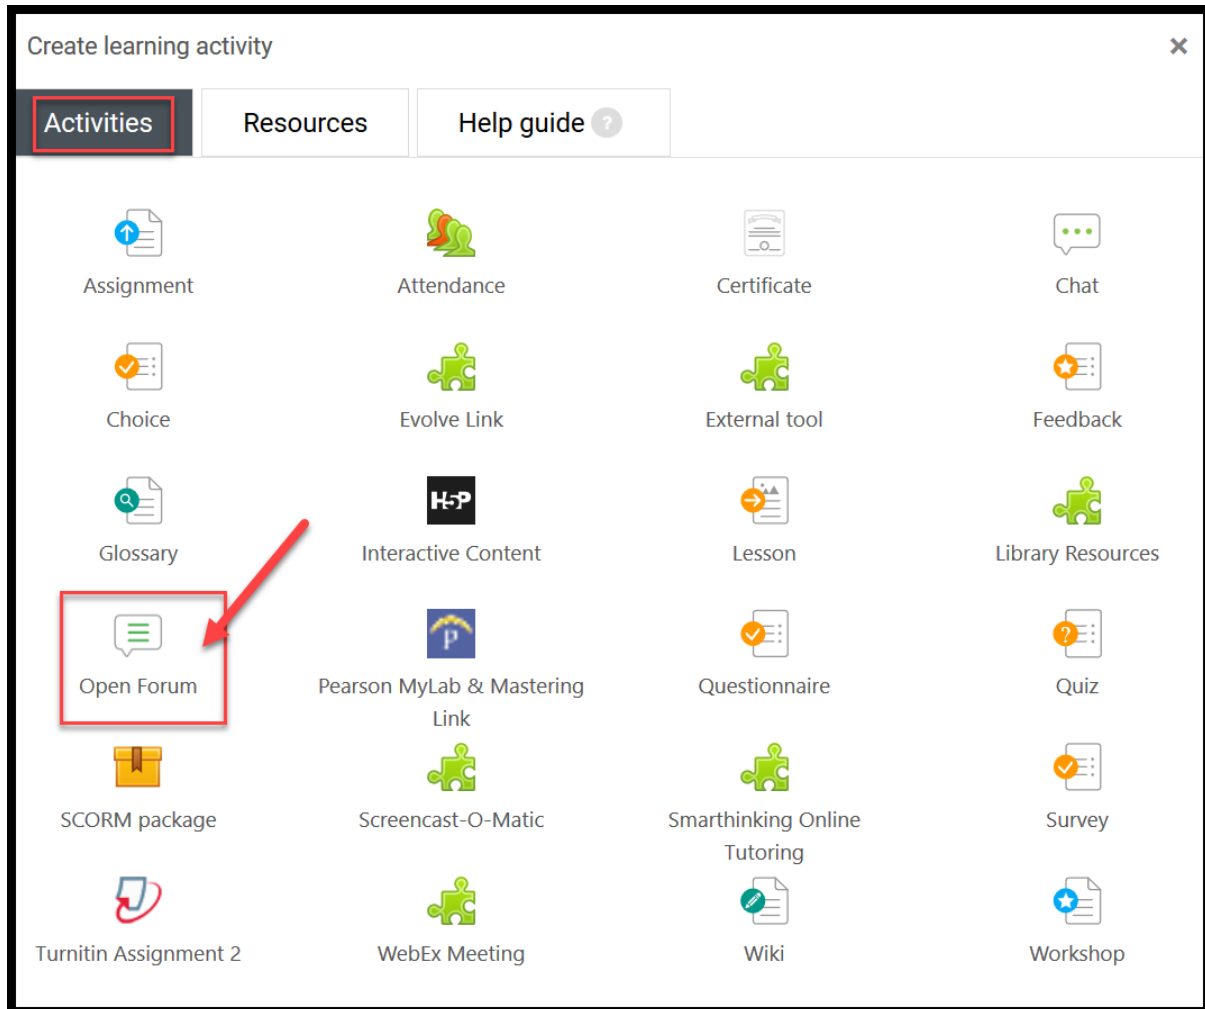 Create learning activity ×
Activities Resources Help guide ?
Assignment Attendance Certificate Chat
Choice Evolve Link External tool Feedback
H5P
Glossary Interactive Content Lesson Library Resources
P
?
Open Forum Pearson MyLab & Mastering Questionnaire Quiz
Link
SCORM package Screencast-O-Matic Smarthinking Online Survey
Tutoring
Turnitin Assignment 2 WebEx Meeting Wiki Workshop